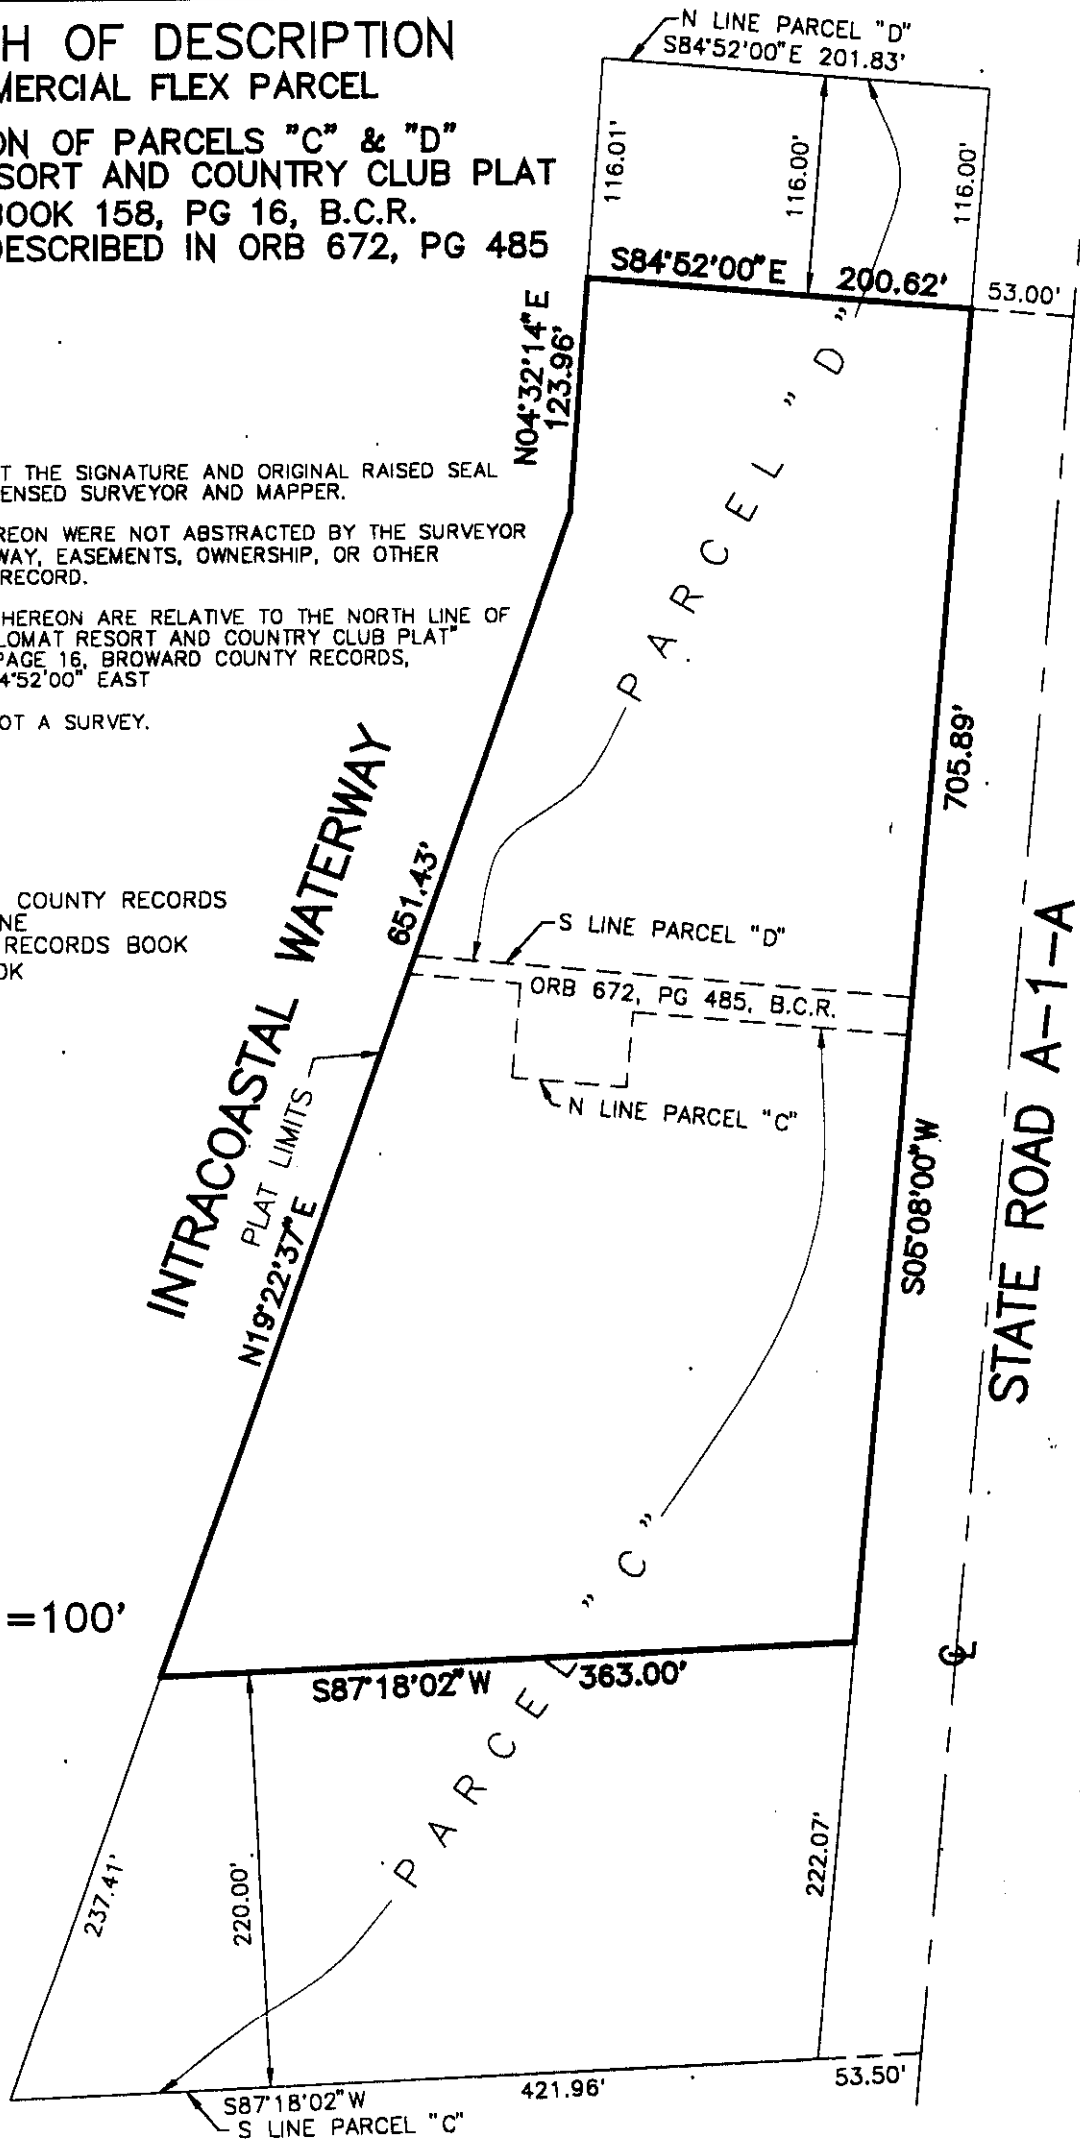 H OF DESCRIPTION
MERCIAL FLEX PARCEL
ON OF PARCELS "C" & "D"
SORT AND COUNTRY CLUB PLAT
BOOK 158, PG 16, B.C.R.
DESCRIBED IN ORB 672, PG 485
N LINE PARCEL "D"
S84°52'00"E 201.83'
116.01'
116.00'
116.00'
S84°52'00"E 200.62'
53.00'
N04°32'14"E
123.96'
PARCEL "D"
T THE SIGNATURE AND ORIGINAL RAISED SEAL
ENSED SURVEYOR AND MAPPER.
REON WERE NOT ABSTRACTED BY THE SURVEYOR
WAY, EASEMENTS, OWNERSHIP, OR OTHER
RECORD.
HEREON ARE RELATIVE TO THE NORTH LINE OF
LOMAT RESORT AND COUNTRY CLUB PLAT"
PAGE 16, BROWARD COUNTY RECORDS,
4°52'00" EAST
OT A SURVEY.
705.89'
INTRACOASTAL WATERWAY
651.43'
COUNTY RECORDS
NE
RECORDS BOOK
OK
S LINE PARCEL "D"
ORB 672, PG 485, B.C.R.
N LINE PARCEL "C"
PLAT LIMITS
N19°22'37"E
S05°08'00"W
STATE ROAD A-1-A
=100'
PARCEL "C"
S87°18'02"W 363.00'
℄
237.41'
220.00'
222.07'
S87°18'02"W
421.96'
53.50'
S LINE PARCEL "C"